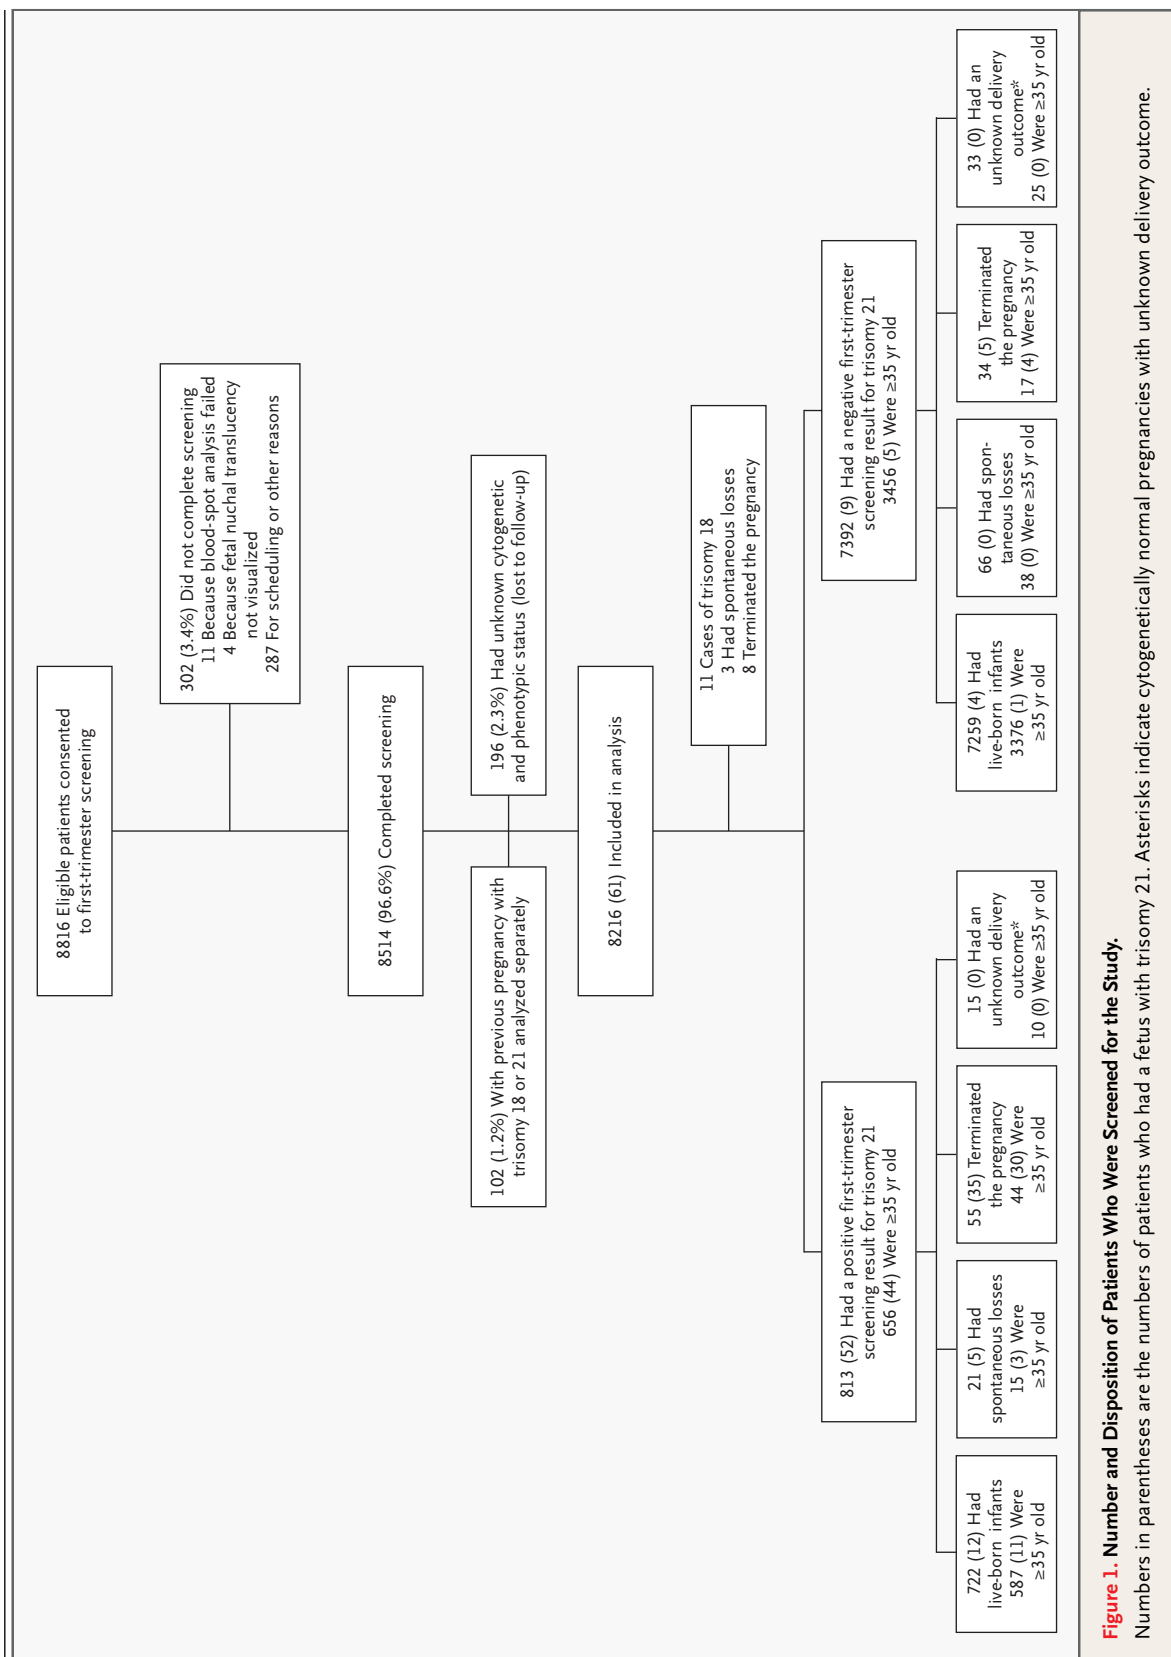 8816 Eligible patients consented
to first-trimester screening
302 (3.4%) Did not complete screening
11 Because blood-spot analysis failed
4 Because fetal nuchal translucency
not visualized
287 For scheduling or other reasons
8514 (96.6%) Completed screening
102 (1.2%) With previous pregnancy with
trisomy 18 or 21 analyzed separately
196 (2.3%) Had unknown cytogenetic
and phenotypic status (lost to follow-up)
8216 (61) Included in analysis
11 Cases of trisomy 18
3 Had spontaneous losses
8 Terminated the pregnancy
813 (52) Had a positive first-trimester
screening result for trisomy 21
656 (44) Were ≥35 yr old
7392 (9) Had a negative first-trimester
screening result for trisomy 21
3456 (5) Were ≥35 yr old
722 (12) Had
live-born infants
587 (11) Were
≥35 yr old
21 (5) Had
spontaneous losses
15 (3) Were
≥35 yr old
55 (35) Terminated
the pregnancy
44 (30) Were
≥35 yr old
15 (0) Had an
unknown delivery
outcome*
10 (0) Were ≥35 yr old
7259 (4) Had
live-born infants
3376 (1) Were
≥35 yr old
66 (0) Had spon-
taneous losses
38 (0) Were ≥35 yr old
34 (5) Terminated
the pregnancy
17 (4) Were ≥35 yr old
33 (0) Had an
unknown delivery
outcome*
25 (0) Were ≥35 yr old
Figure 1. Number and Disposition of Patients Who Were Screened for the Study.
Numbers in parentheses are the numbers of patients who had a fetus with trisomy 21. Asterisks indicate cytogenetically normal pregnancies with unknown delivery outcome.